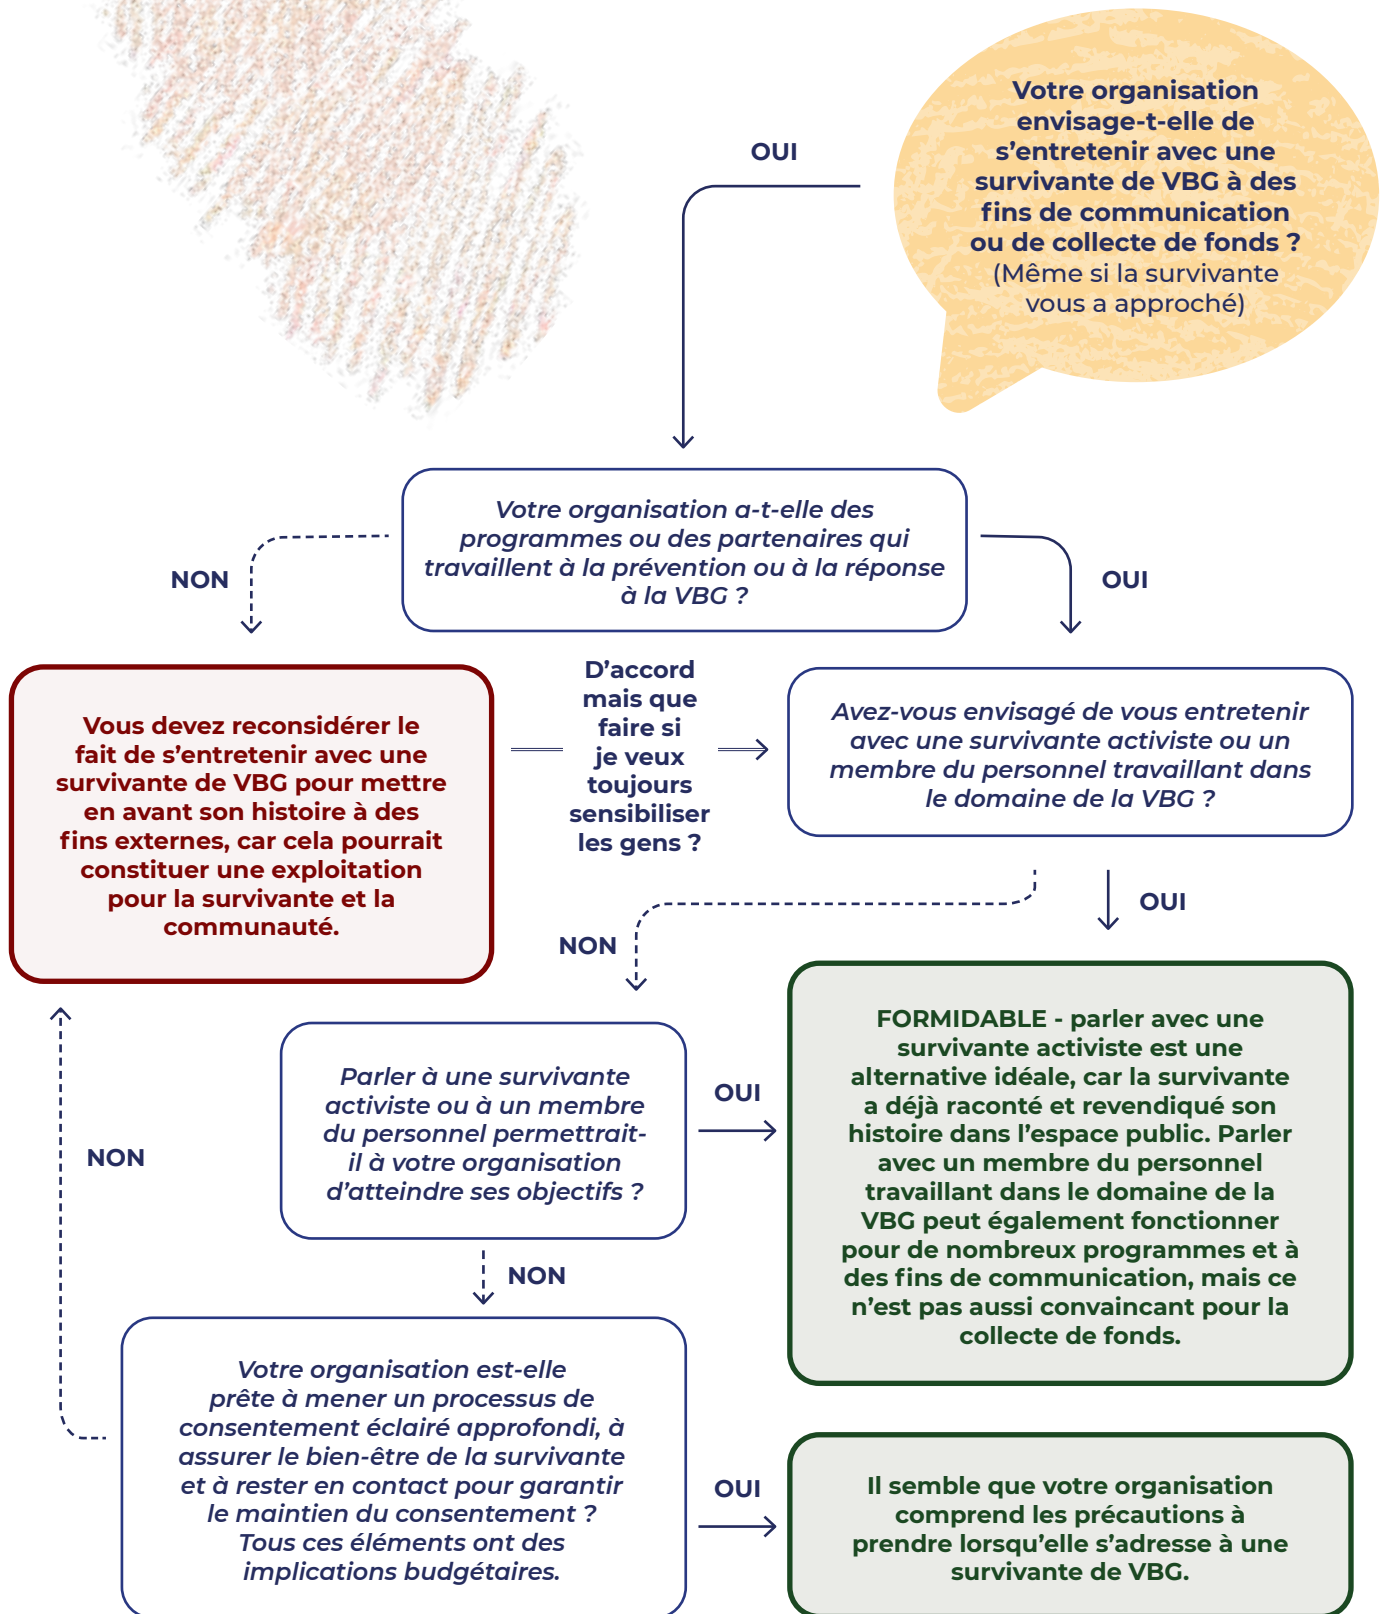 Votre organisation
envisage-t-elle de
s’entretenir avec une
survivante de VBG à des
fins de communication
ou de collecte de fonds ?
(Même si la survivante
vous a approché)
OUI
Votre organisation a-t-elle des
programmes ou des partenaires qui
travaillent à la prévention ou à la réponse
à la VBG ?
NON
OUI
Vous devez reconsidérer le
fait de s’entretenir avec une
survivante de VBG pour mettre
en avant son histoire à des
fins externes, car cela pourrait
constituer une exploitation
pour la survivante et la
communauté.
D’accord
mais que
faire si
je veux
toujours
sensibiliser
les gens ?
Avez-vous envisagé de vous entretenir
avec une survivante activiste ou un
membre du personnel travaillant dans
le domaine de la VBG ?
NON
OUI
Parler à une survivante
activiste ou à un membre
du personnel permettrait-
il à votre organisation
d’atteindre ses objectifs ?
OUI
FORMIDABLE - parler avec une
survivante activiste est une
alternative idéale, car la survivante
a déjà raconté et revendiqué son
histoire dans l’espace public. Parler
avec un membre du personnel
travaillant dans le domaine de la
VBG peut également fonctionner
pour de nombreux programmes et à
des fins de communication, mais ce
n’est pas aussi convaincant pour la
collecte de fonds.
NON
NON
Votre organisation est-elle
prête à mener un processus de
consentement éclairé approfondi, à
assurer le bien-être de la survivante
et à rester en contact pour garantir
le maintien du consentement ?
Tous ces éléments ont des
implications budgétaires.
OUI
Il semble que votre organisation
comprend les précautions à
prendre lorsqu’elle s’adresse à une
survivante de VBG.